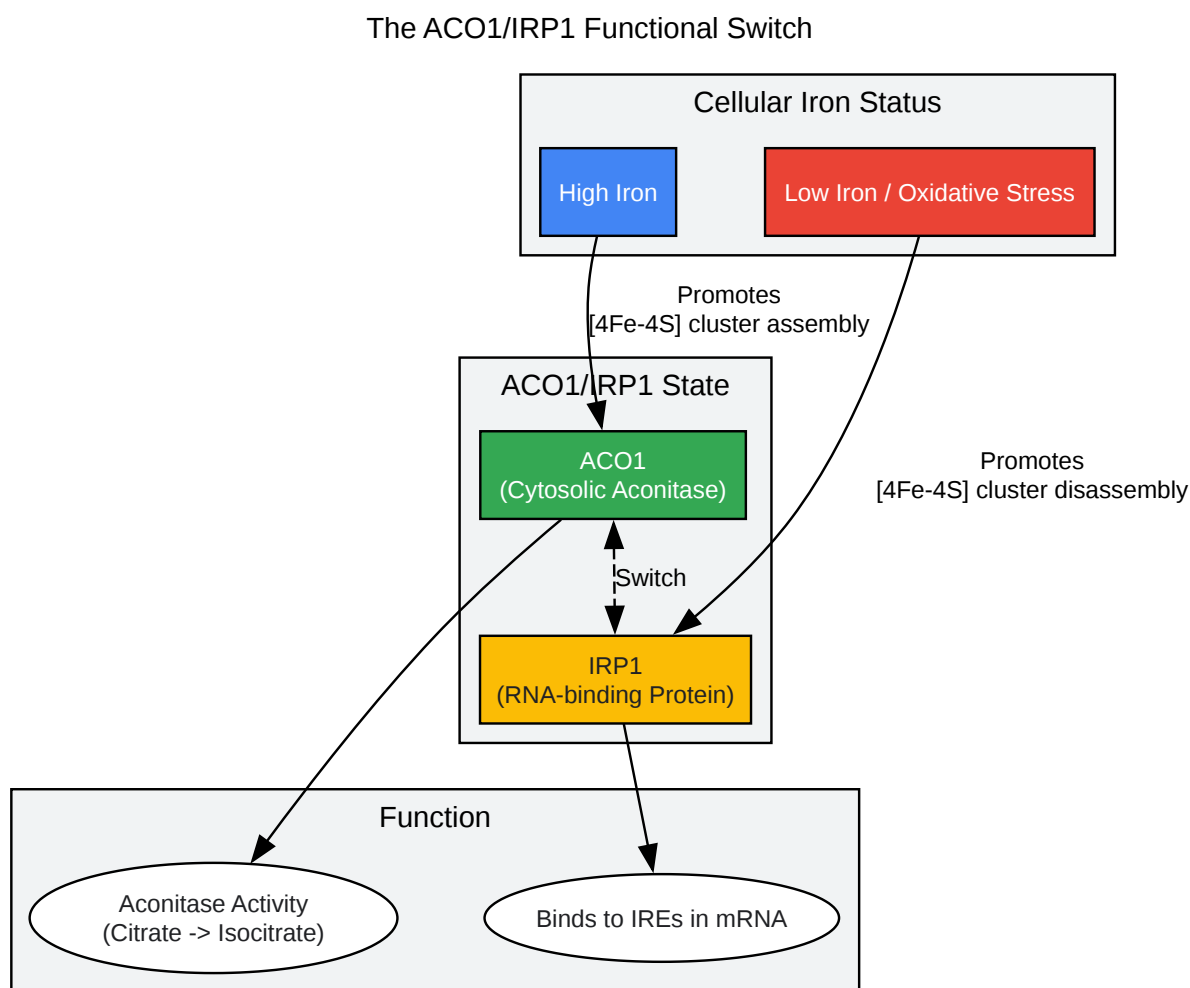 The ACO1/IRP1 Functional Switch
Cellular Iron Status
High Iron
Low Iron / Oxidative Stress
Promotes
[4Fe-4S] cluster assembly
ACO1/IRP1 State
ACO1
(Cytosolic Aconitase)
Promotes
[4Fe-4S] cluster disassembly
Switch
IRP1
(RNA-binding Protein)
Function
Aconitase Activity
(Citrate -> Isocitrate)
Binds to IREs in mRNA